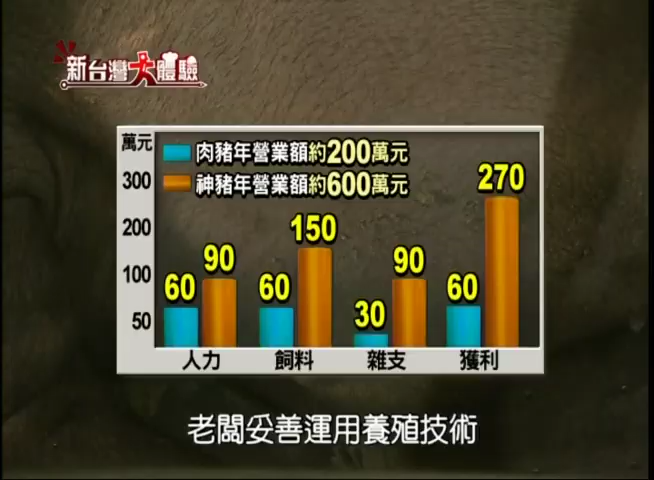 新台灣大體驗
萬元
肉豬年營業額約200萬元
神豬年營業額約600萬元
300
200
100
50
60
90
60
150
30
90
60
270
人力
飼料
雜支
獲利
老闆妥善運用養殖技術